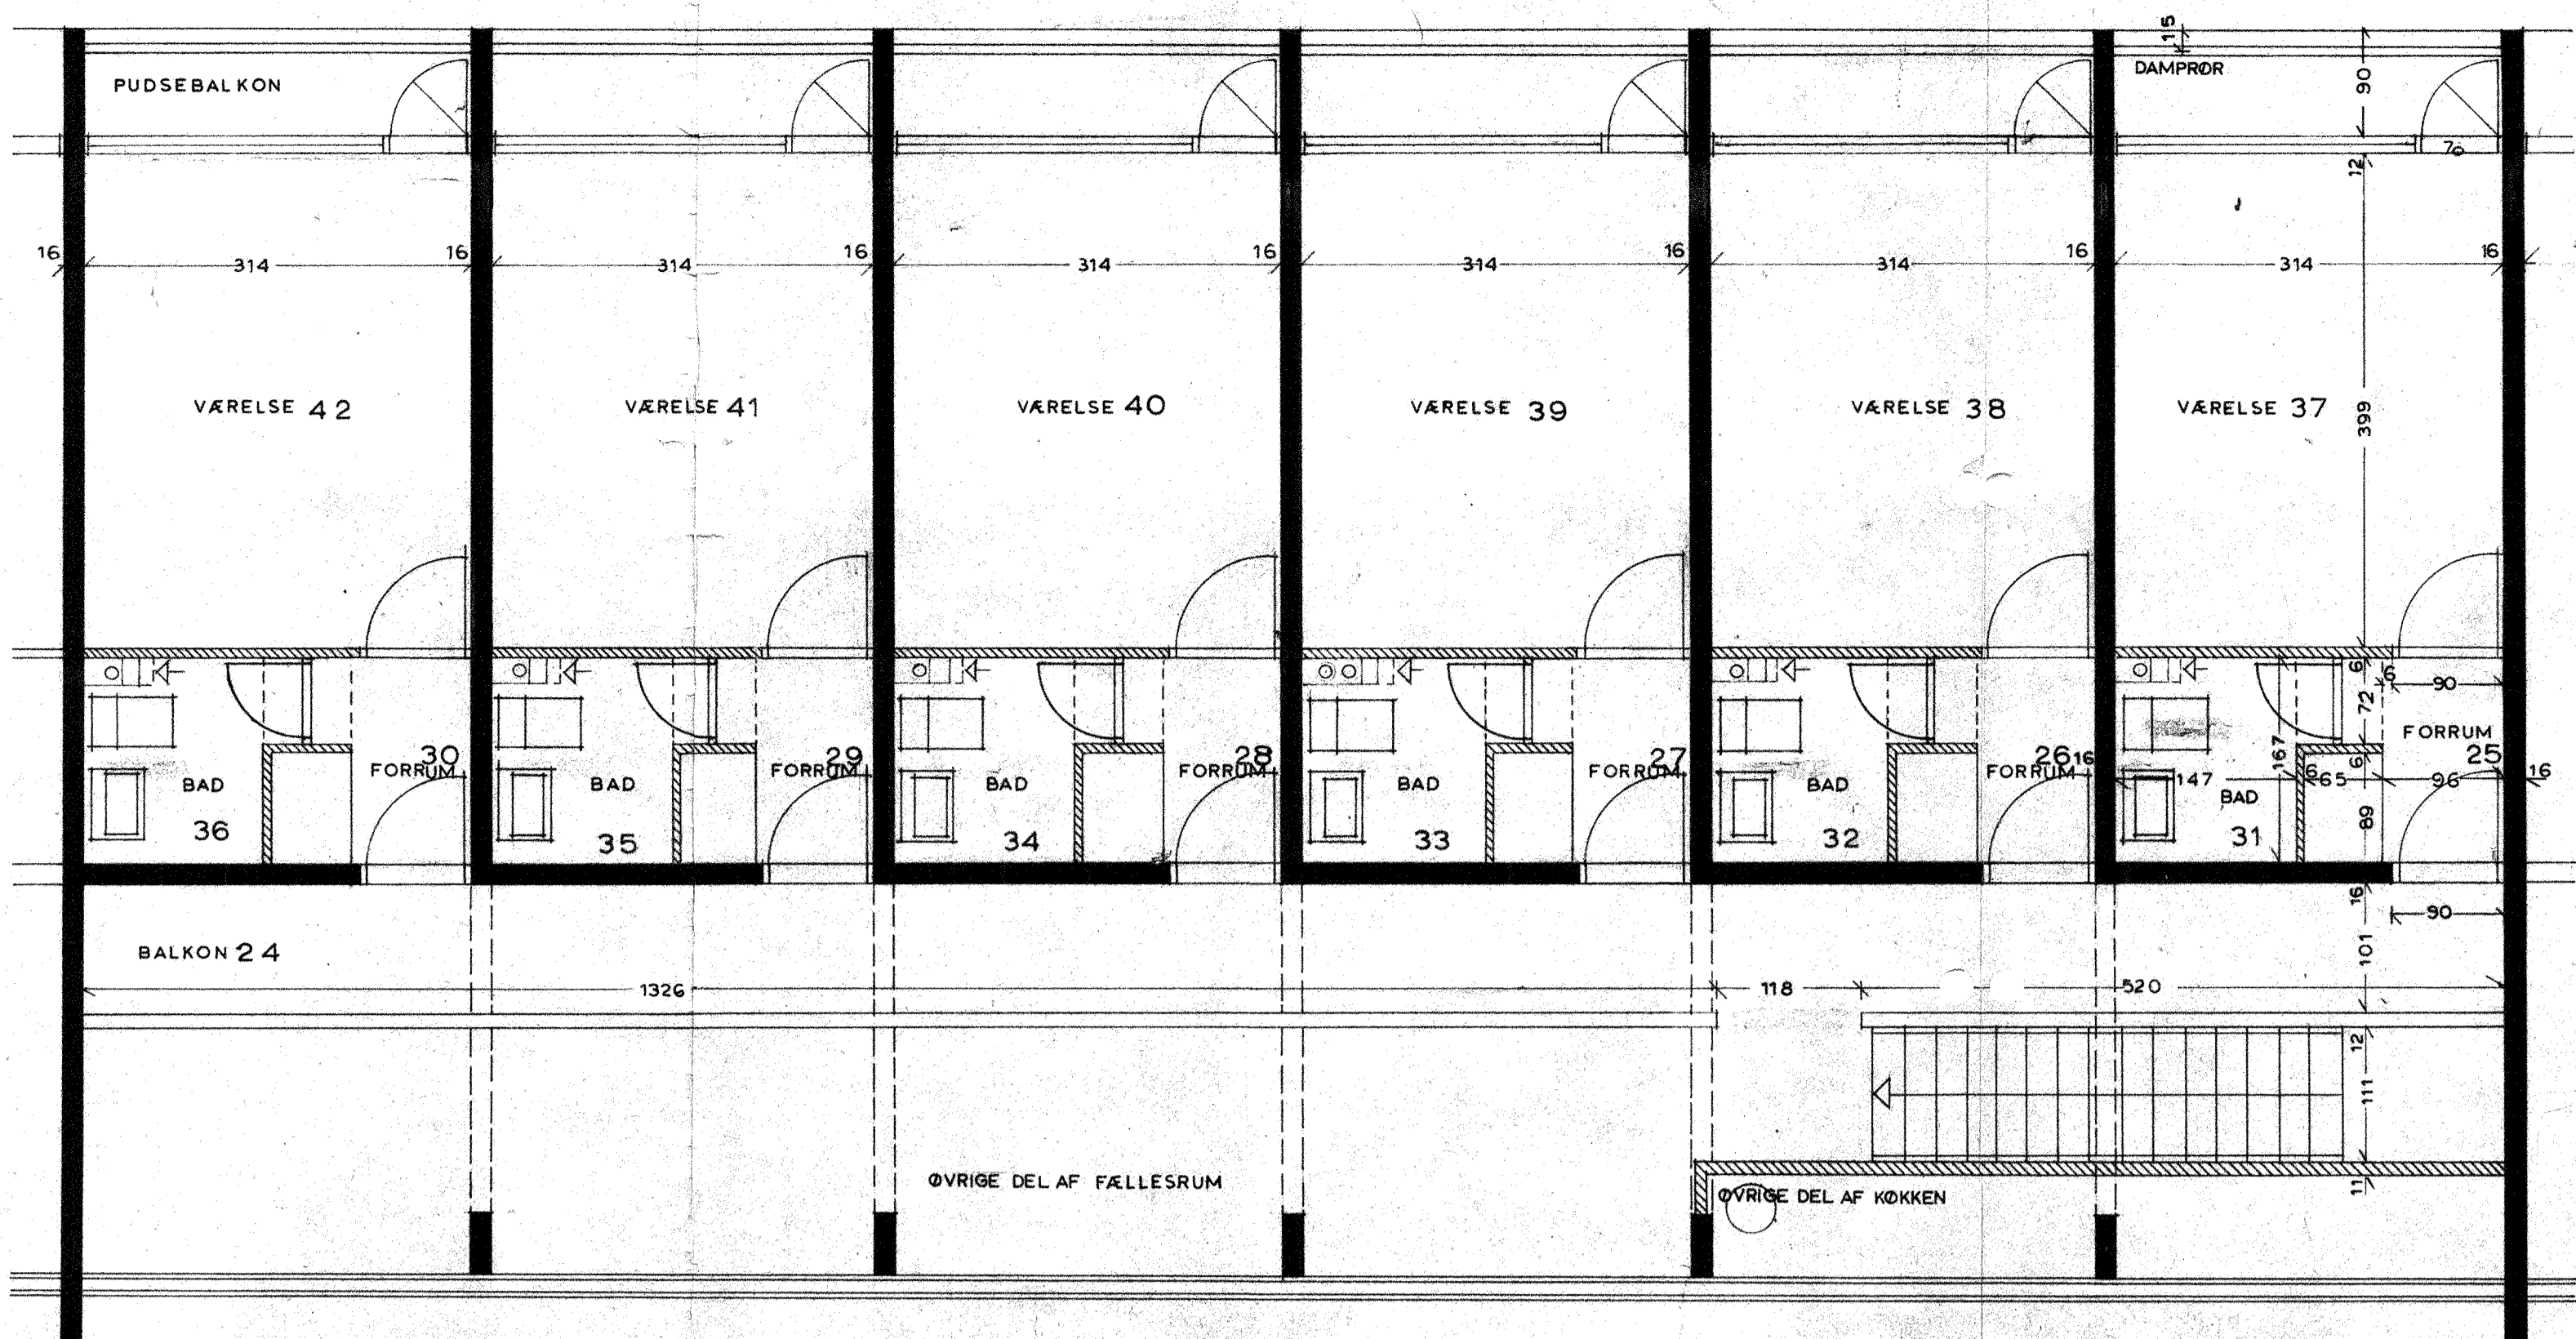 15
PUDSEBALKON
DAMPRØR
90
70
12
16
314
16
314
16
314
16
314
16
314
16
314
16
VÆRELSE 42
VÆRELSE 41
VÆRELSE 40
VÆRELSE 39
VÆRELSE 38
VÆRELSE 37
399
6
6
90
72
FORRUM
25
30
FORRUM
29
FORRUM
28
FORRUM
27
FORRUM
26
FORRUM
16
147
167
6
65
6
96
16
BAD
36
BAD
35
BAD
34
BAD
33
BAD
32
BAD
31
89
16
90
BALKON 24
101
1326
118
520
12
111
ØVRIGE DEL AF FÆLLESRUM
ØVRIGE DEL AF KØKKEN
11